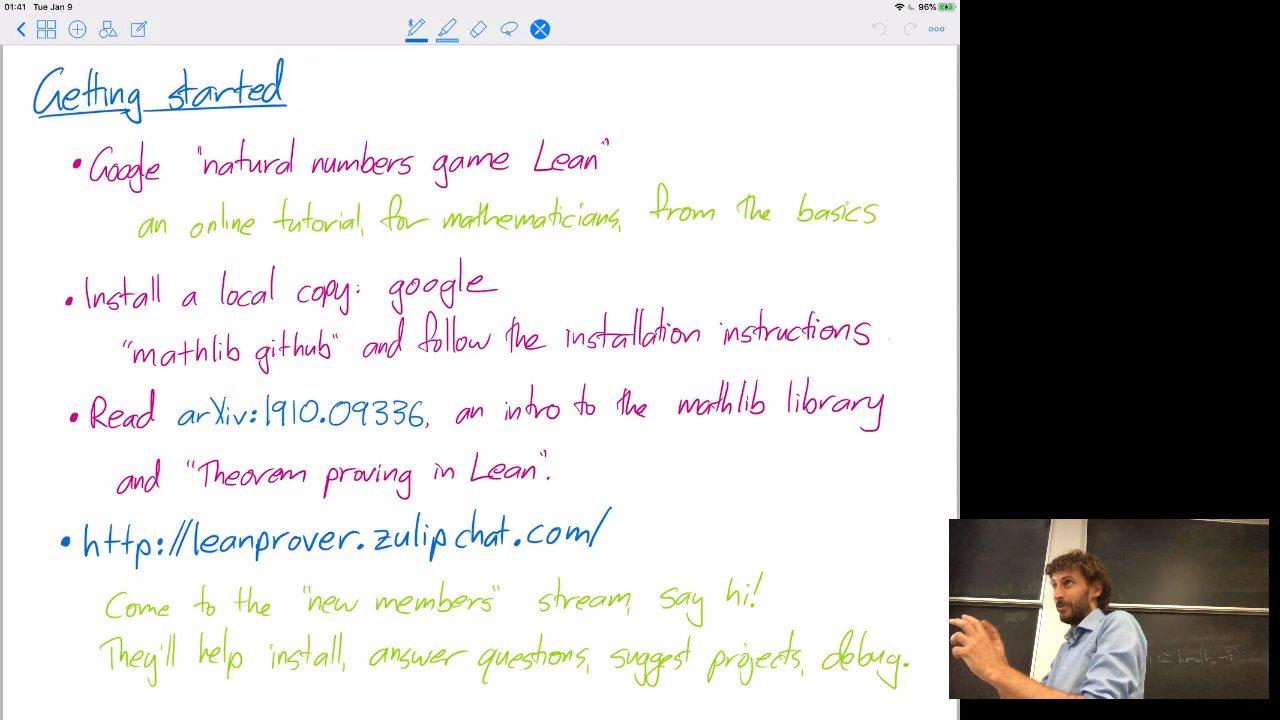 01:41 Tue Jan 9 96%
Getting started
• Google "natural numbers game Lean"
an online tutorial, for mathematicians, from the basics
• Install a local copy: google
"mathlib github" and follow the installation instructions
• Read arXiv:1910.09336, an intro to the mathlib library
and "Theorem proving in Lean".
• http://leanprover.zulipchat.com/
Come to the "new members" stream, say hi!
They'll help install, answer questions, suggest projects, debug.